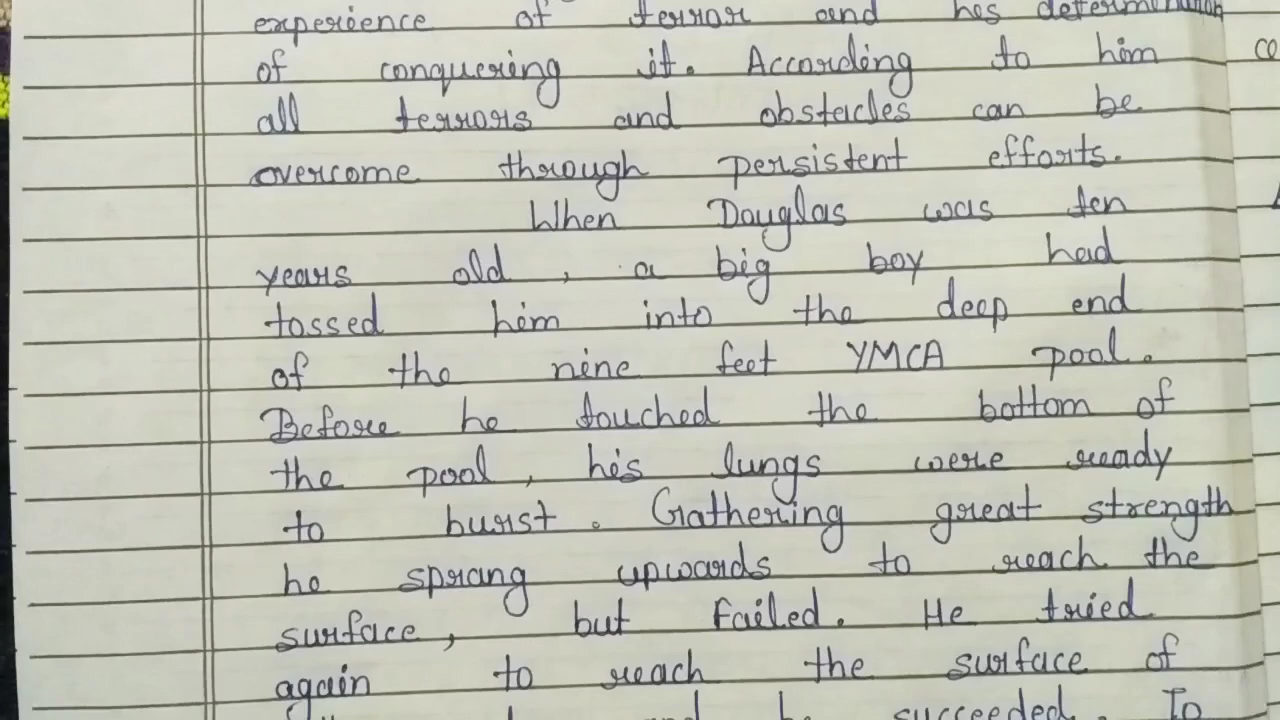 experience of terror and his determination
of conquering it. According to him
all terrors and obstacles can be
overcome through persistent efforts.
When Douglas was ten
years old, a big boy had
tossed him into the deep end
of the nine feet YMCA pool.
Before he touched the bottom of
the pool, his lungs were ready
to burst. Gathering great strength
he sprang upwards to reach the
surface, but failed. He tried
again to reach the surface of
succeeded. To